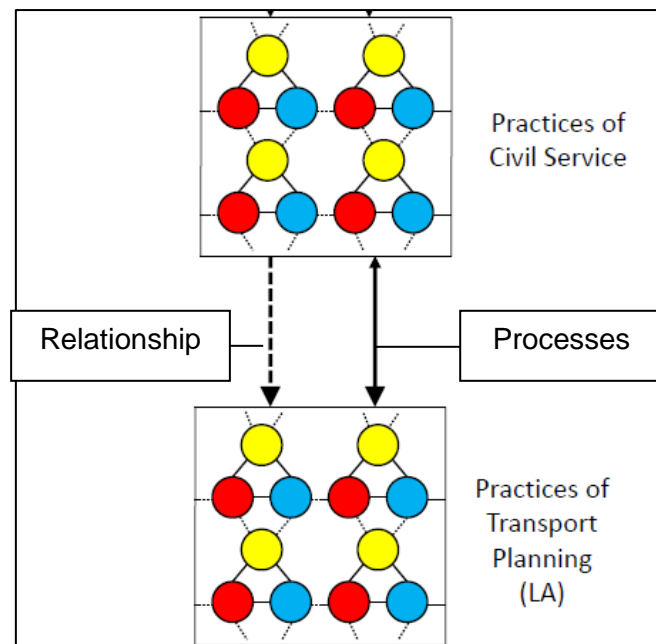 Practices of
Civil Service
Relationship
Processes
Practices of
Transport
Planning
(LA)